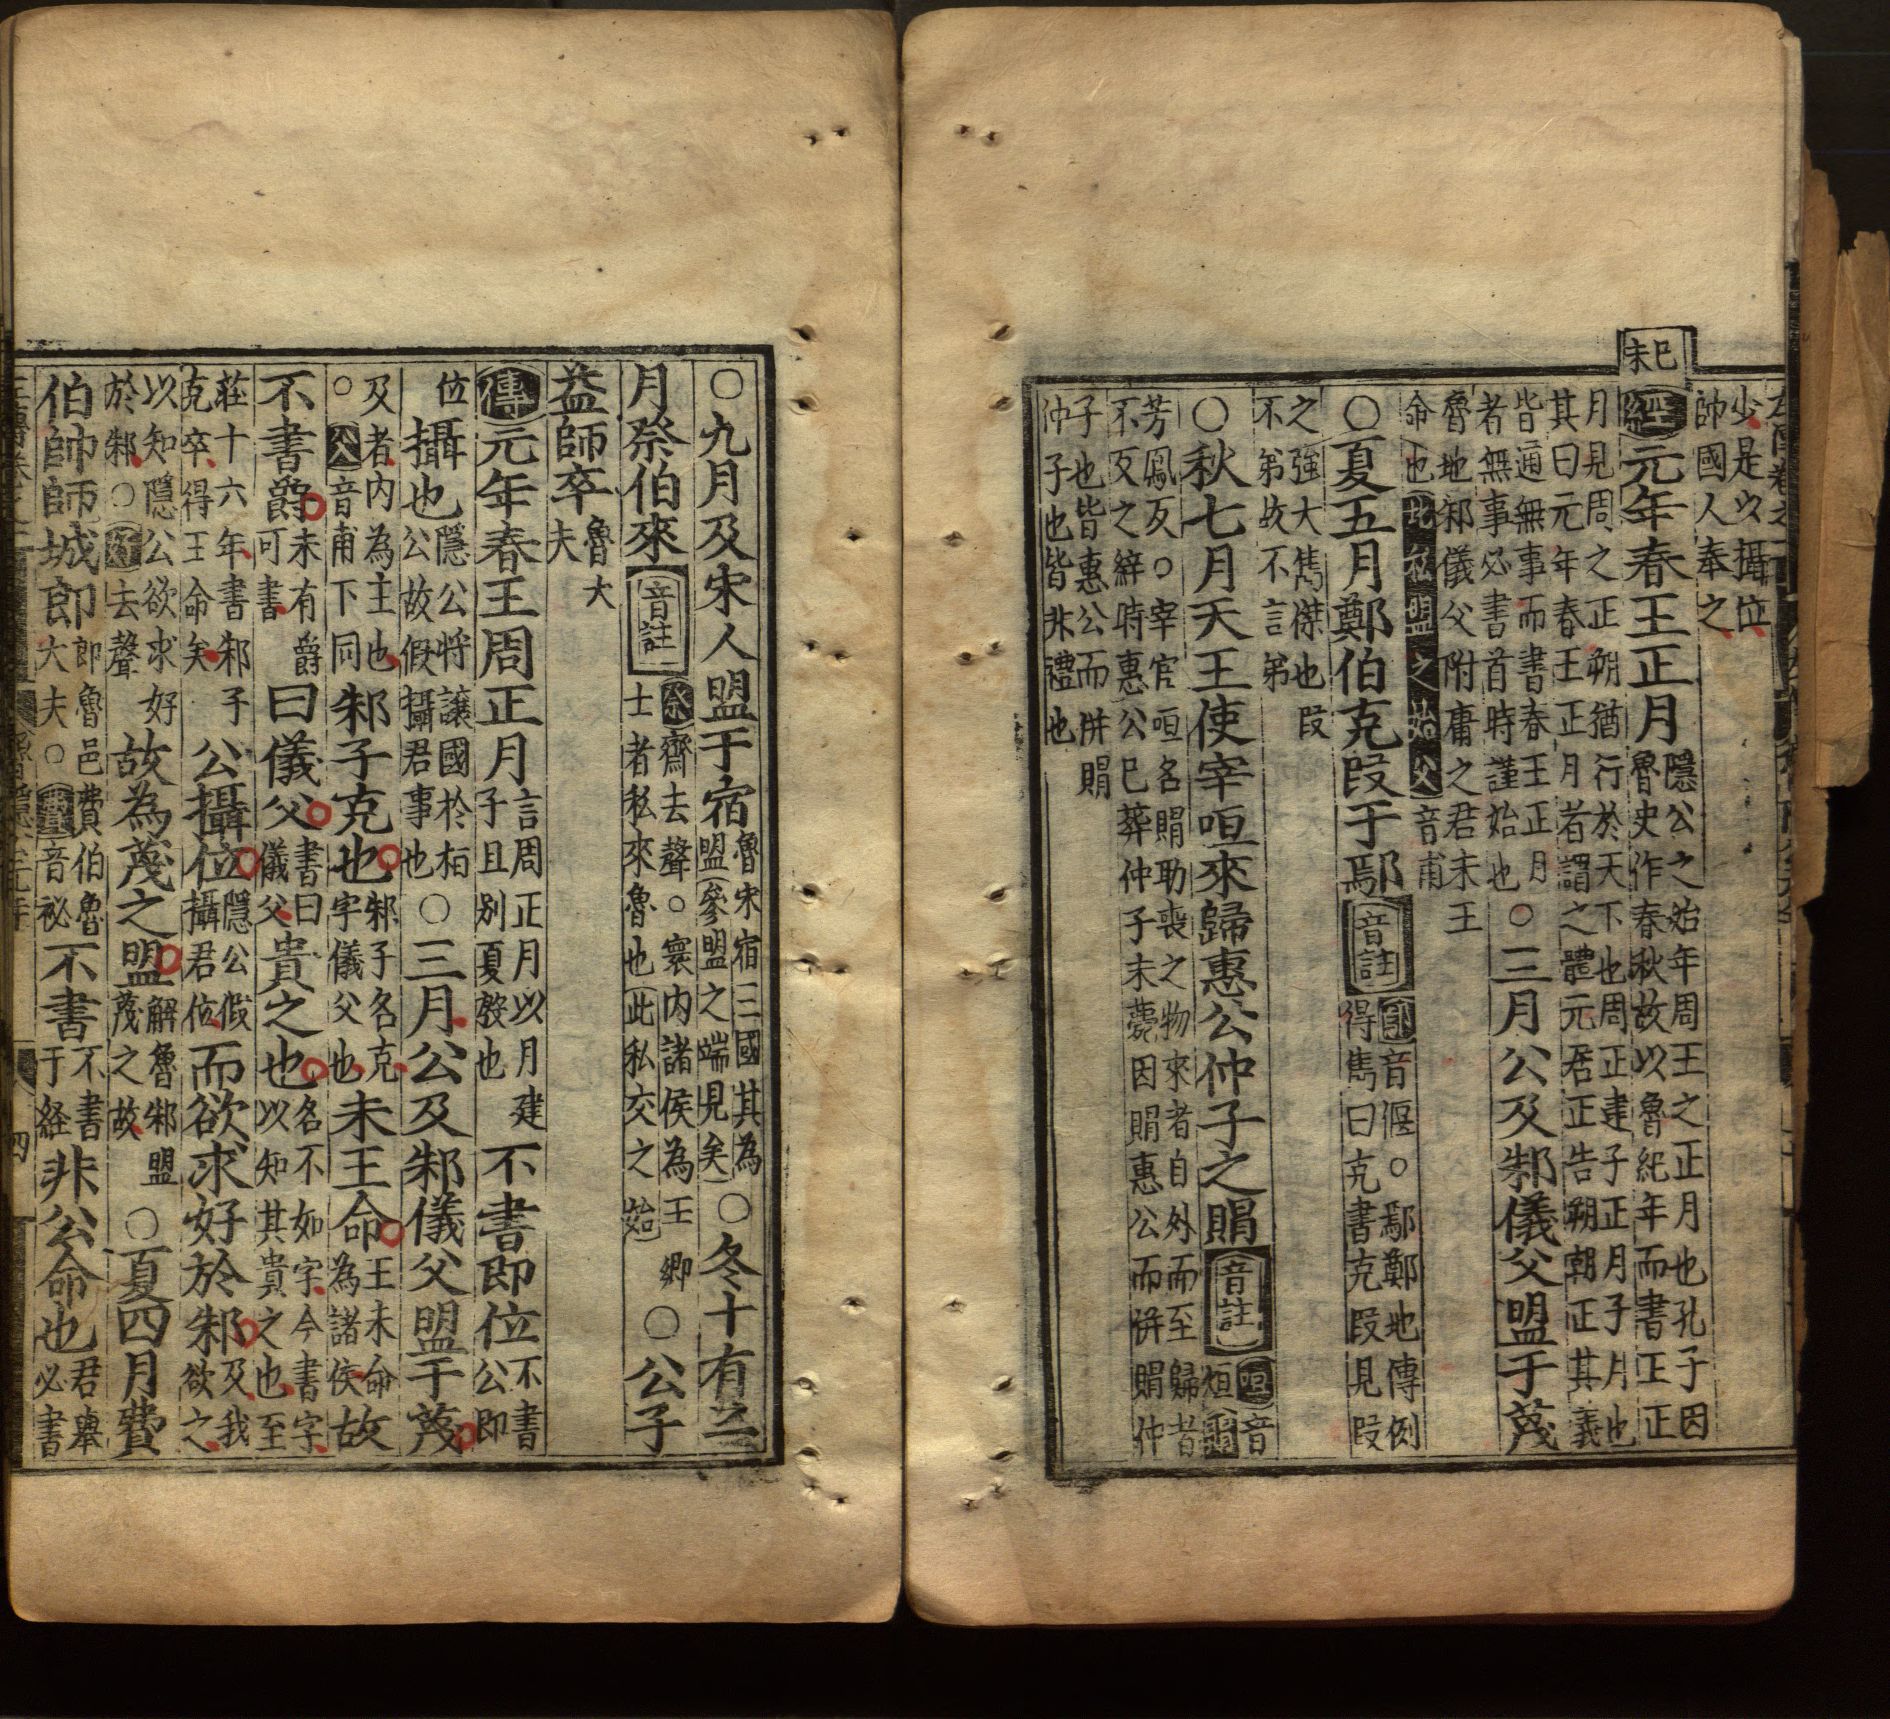 己未
少是以攝位
帥國人奉之
經元年春王正月
隱公之始年周王之正月也孔子因
魯史作春秋故以魯紀年而書王正
月見周之正朔猶行於天下也周正建子正月子月也
其曰元年春王正月者謂之體元居正告朔朝正其義
皆通無事而書春王正月
者無事必書首時謹始也
○三月公及邾儀父盟于蔑
魯地邾儀父附庸之君未王
命也此私盟之始父音甫
○夏五月鄭伯克段于鄢
音註
鄢音偃○鄢鄭地傳例
得雋曰克書克段見段
之強大雋傑也段
不弟故不言弟
○秋七月天王使宰咺來歸惠公仲子之賵
音註
咺音
烜賵
芳鳳反○宰官咺名賵助喪之物來者自外而至歸者
不反之辭時惠公已葬仲子未薨因賵惠公而併賵仲
子也皆惠公而併賵
仲子也皆非禮也
○九月及宋人盟于宿
魯宋宿三國其為
盟參盟之端見矣
○冬十有二
月祭伯來
音註
祭齋去聲○寰內諸侯為王卿
士者私來魯也此私交之始
○公子
益師卒
魯大
夫
傳元年春王周正月
言周正月以月建
子且別夏殷也
不書即位
不書
公即
位
攝也
隱公將讓國於桓
公故假攝君事也
○三月公及邾儀父盟于蔑
及者內為主也
○父音甫下同
邾子克也
邾子名克
字儀父也
未王命
王未命
為諸侯
故
不書爵
未有爵
可書
曰儀父
書曰
儀父
貴之也
名不如字今書字
以知其貴之也至
莊十六年書邾子
克卒得王命矣
公攝位
隱公假
攝君位
而欲求好於邾
及我
欲之
以知隱公欲求好
於邾○好去聲
故為蔑之盟
解魯邾盟
蔑之故
○夏四月費
伯帥師城郎
郎魯邑費伯魯
大夫○費音祕
不書
不書
于経
非公命也
君舉
必書
四